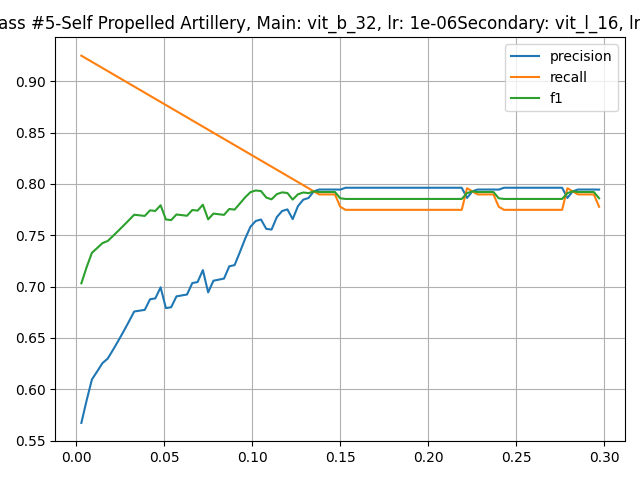 ass #5-Self Propelled Artillery, Main: vit_b_32, lr: 1e-06Secondary: vit_l_16, lr
precision
recall
f1
0.90
0.85
0.80
0.75
0.70
0.65
0.60
0.55
0.00 0.05 0.10 0.15 0.20 0.25 0.30